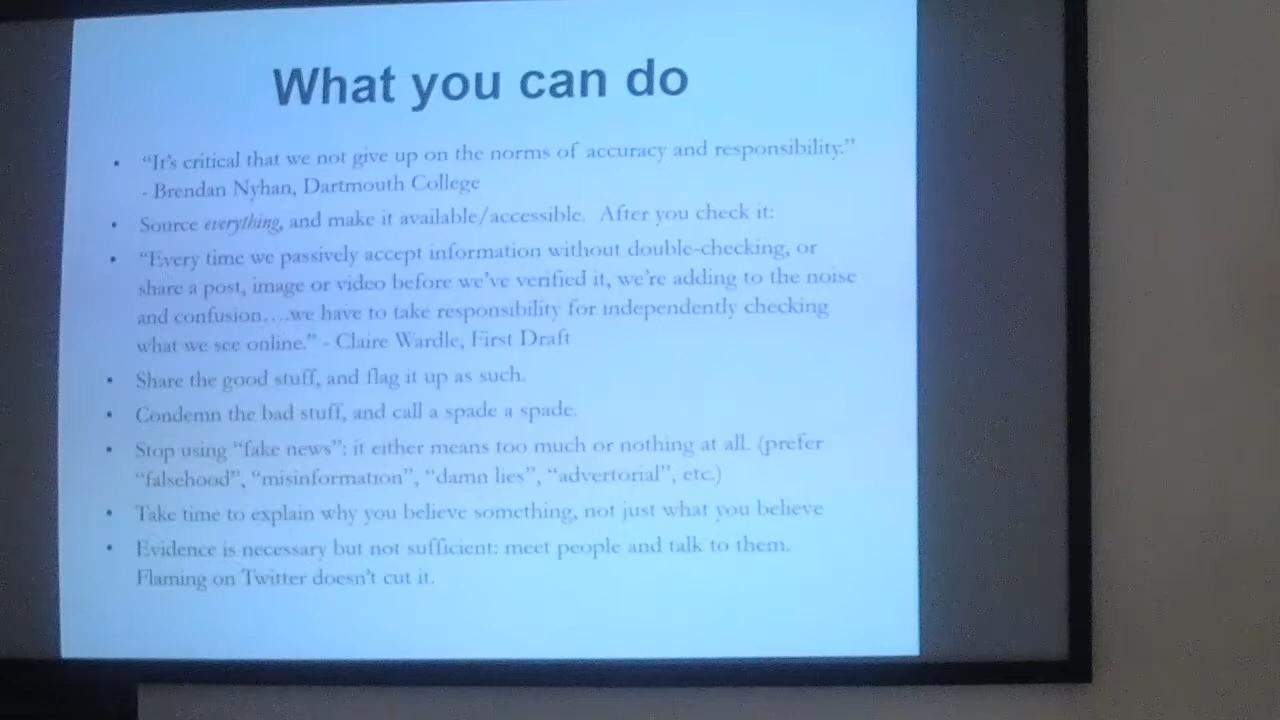 What you can do
• “It’s critical that we not give up on the norms of accuracy and responsibility.”
- Brendan Nyhan, Dartmouth College
• Source everything, and make it available/accessible. After you check it:
• “Every time we passively accept information without double-checking, or
share a post, image or video before we’ve verified it, we’re adding to the noise
and confusion….we have to take responsibility for independently checking
what we see online.” - Claire Wardle, First Draft
• Share the good stuff, and flag it up as such.
• Condemn the bad stuff, and call a spade a spade.
• Stop using “fake news”: it either means too much or nothing at all. (prefer
“falsehood”, “misinformation”, “damn lies”, “advertorial”, etc.)
• Take time to explain why you believe something, not just what you believe
• Evidence is necessary but not sufficient: meet people and talk to them.
Flaming on Twitter doesn’t cut it.